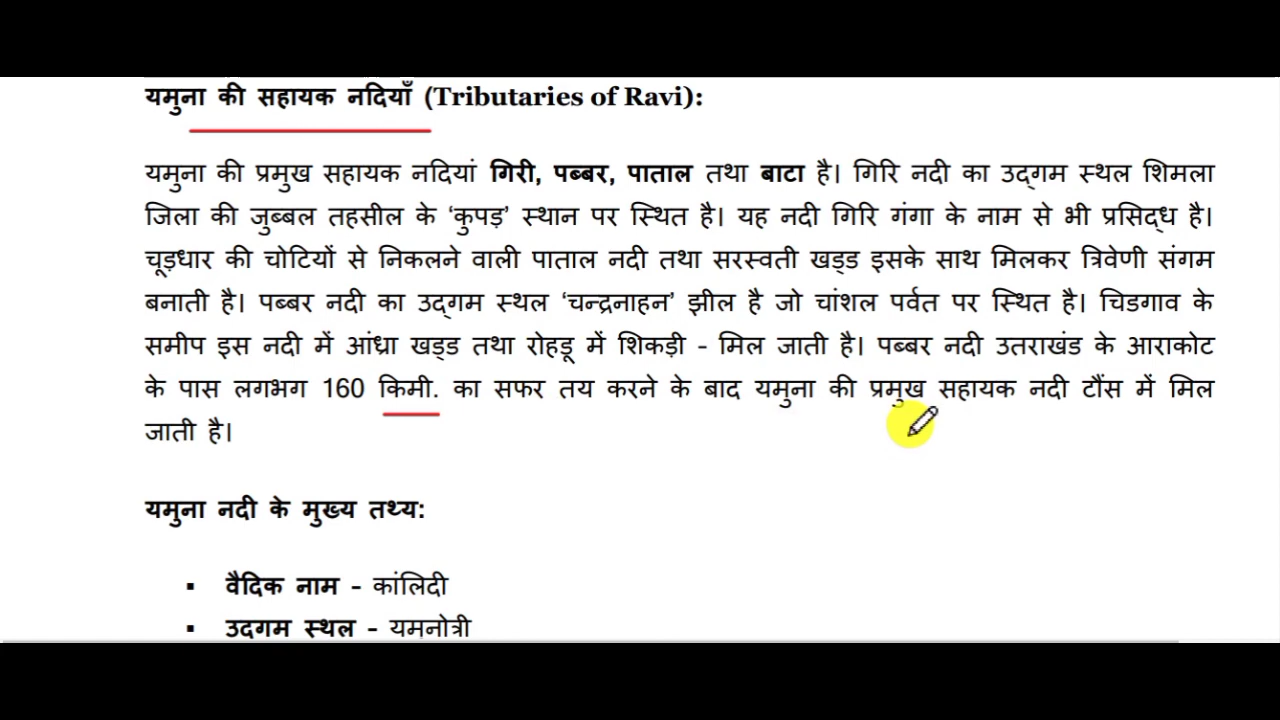 यमुना की सहायक नदियाँ (Tributaries of Ravi):
यमुना की प्रमुख सहायक नदियां गिरी, पब्बर, पाताल तथा बाटा है। गिरि नदी का उद्गम स्थल शिमला
जिला की जुब्बल तहसील के ‘कुपड़’ स्थान पर स्थित है। यह नदी गिरि गंगा के नाम से भी प्रसिद्ध है।
चूड़धार की चोटियों से निकलने वाली पाताल नदी तथा सरस्वती खड्ड इसके साथ मिलकर त्रिवेणी संगम
बनाती है। पब्बर नदी का उद्गम स्थल ‘चन्द्रनाहन’ झील है जो चांशल पर्वत पर स्थित है। चिडगाव के
समीप इस नदी में आंध्रा खड्ड तथा रोहडू में शिकड़ी - मिल जाती है। पब्बर नदी उतराखंड के आराकोट
के पास लगभग 160 किमी. का सफर तय करने के बाद यमुना की प्रमुख सहायक नदी टौंस में मिल
जाती है।
यमुना नदी के मुख्य तथ्य:
▪ वैदिक नाम - कांलिदी
▪ उदगम स्थल - यमनोत्री